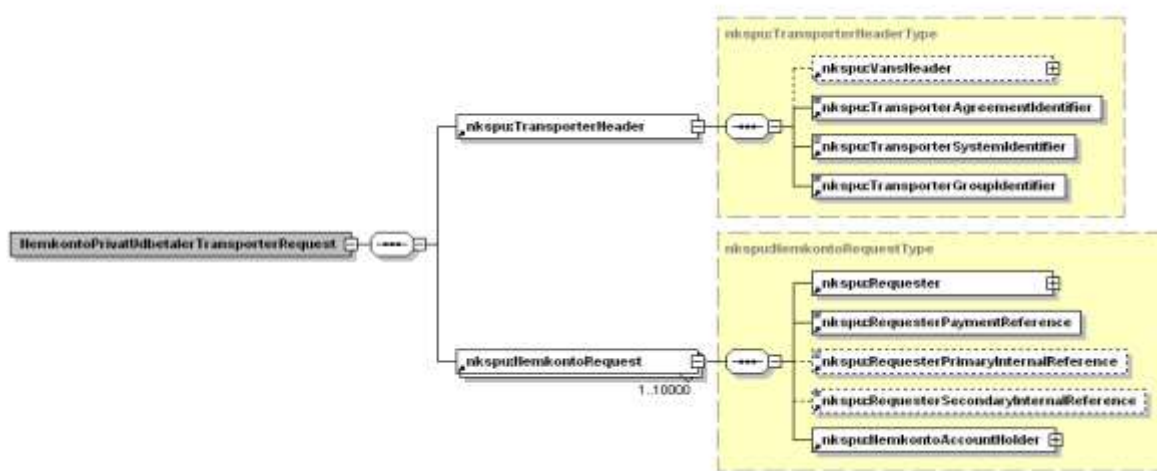 nkspu:TransporterHeaderType
nkspu:VansHeader
nkspu:TransporterAgreementIdentifier
nkspu:TransporterHeader
nkspu:TransporterSystemIdentifier
nkspu:TransporterGroupIdentifier
NemkontoPrivatUdbetalerTransporterRequest
nkspu:NemkontoRequestType
nkspu:Requester
nkspu:RequesterPaymentReference
nkspu:NemkontoRequest
1..10000
nkspu:RequesterPrimaryInternalReference
nkspu:RequesterSecondaryInternalReference
nkspu:NemkontoAccountHolder